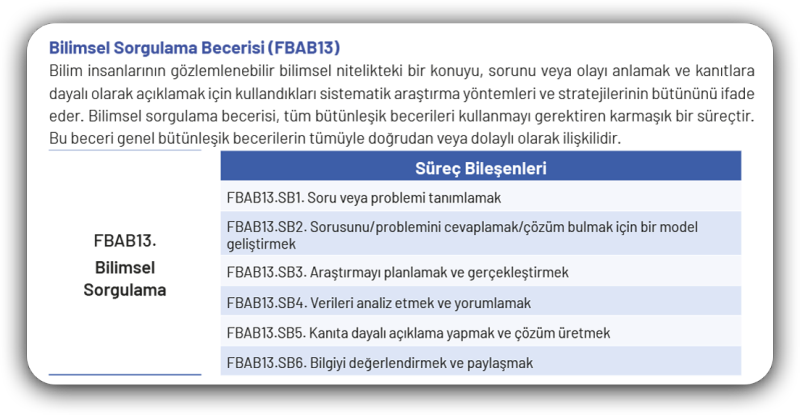 Bilimsel Sorgulama Becerisi (FBAB13)
Bilim insanlarının gözlemlenebilir bilimsel nitelikteki bir konuyu, sorunu veya olayı anlamak ve kanıtlara
dayalı olarak açıklamak için kullandıkları sistematik araştırma yöntemleri ve stratejilerinin bütününü ifade
eder. Bilimsel sorgulama becerisi, tüm bütünleşik becerileri kullanmayı gerektiren karmaşık bir süreçtir.
Bu beceri genel bütünleşik becerilerin tümüyle doğrudan veya dolaylı olarak ilişkilidir.
FBAB13.
Bilimsel
Sorgulama
Süreç Bileşenleri
FBAB13.SB1. Soru veya problemi tanımlamak
FBAB13.SB2. Sorusunu/problemini cevaplamak/çözüm bulmak için bir model
geliştirmek
FBAB13.SB3. Araştırmayı planlamak ve gerçekleştirmek
FBAB13.SB4. Verileri analiz etmek ve yorumlamak
FBAB13.SB5. Kanıta dayalı açıklama yapmak ve çözüm üretmek
FBAB13.SB6. Bilgiyi değerlendirmek ve paylaşmak